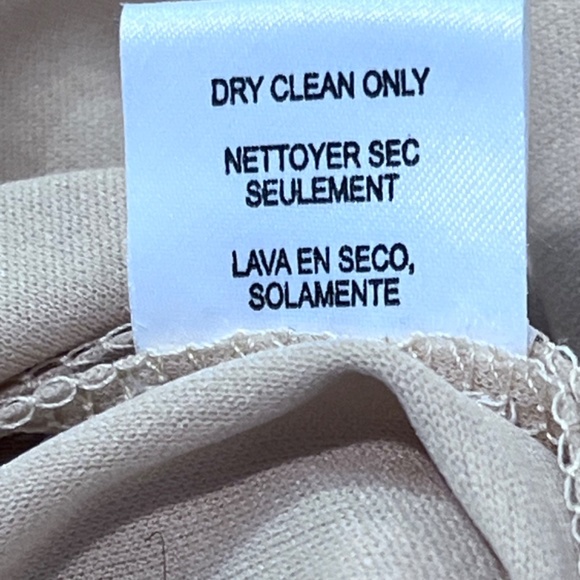 DRY CLEAN ONLY
NETTOYER SEC
SEULEMENT
LAVA EN SECO,
SOLAMENTE